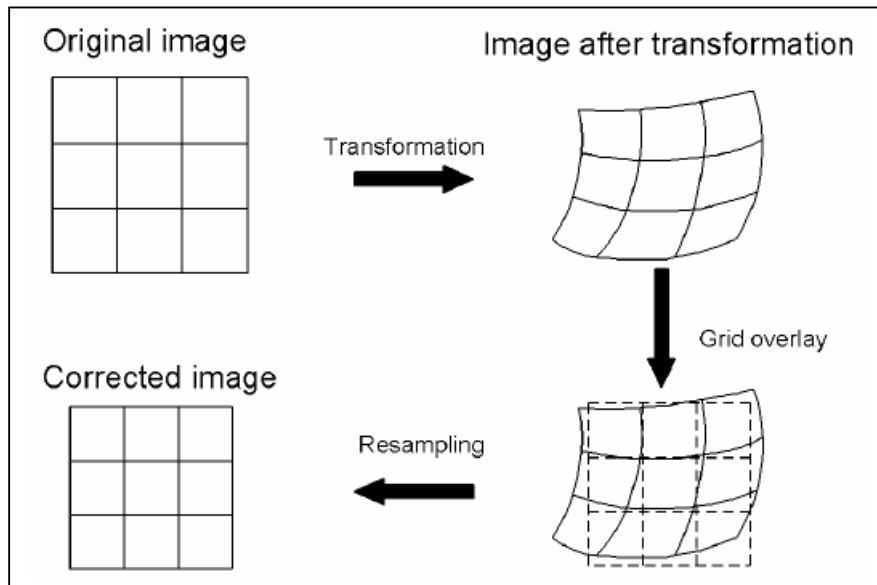 Original image
Image after transformation
Transformation
Grid overlay
Corrected image
Resampling